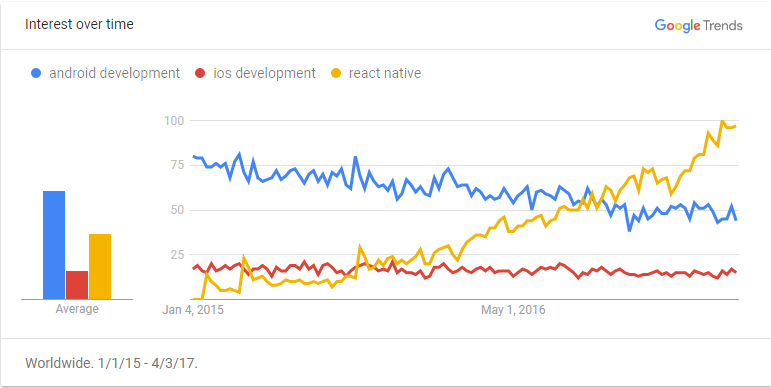 Interest over time
Google Trends
android development
ios development
react native
100
75
50
25
Average
Jan 4, 2015
May 1, 2016
Worldwide. 1/1/15 - 4/3/17.